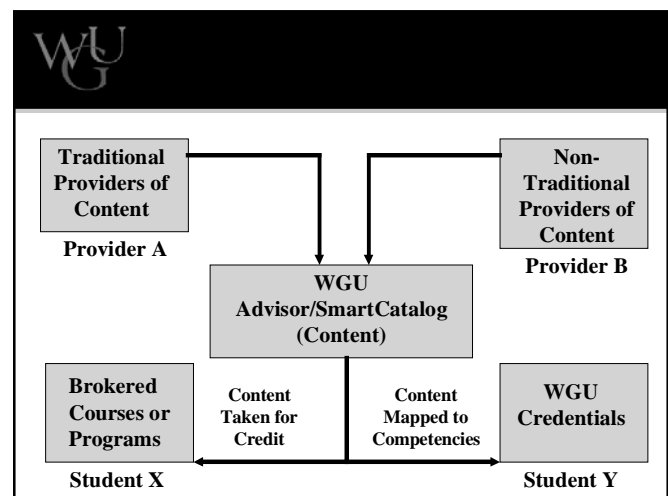 WGU
Traditional
Providers of
Content
Provider A
Non-
Traditional
Providers of
Content
Provider B
WGU
Advisor/SmartCatalog
(Content)
Brokered
Courses or
Programs
Student X
Content
Taken for
Credit
Content
Mapped to
Competencies
WGU
Credentials
Student Y